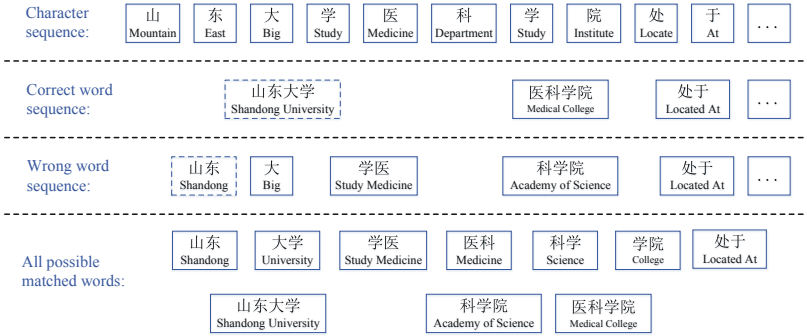 Character sequence: 山 东 大 学 医 科 学 院 处 于 ...
Mountain East Big Study Medicine Department Study Institute Locate At
Correct word sequence: 山东大学 医科学院 处于 ...
Shandong University Medical College Located At
Wrong word sequence: 山东 大 学医 科学院 处于 ...
Shandong Big Study Medicine Academy of Science Located At
All possible matched words: 山东 大学 学医 医科 科学 学院 处于
Shandong University Study Medicine Medicine Science College Located At
山东大学 科学院 医科学院
Shandong University Academy of Science Medical College